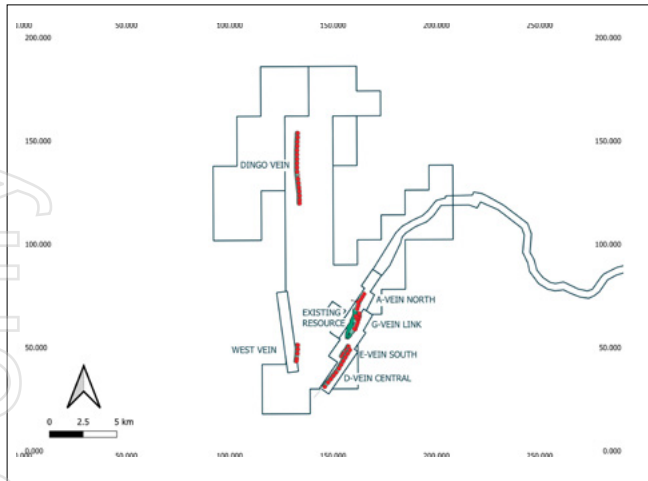 50.000 100.000 150.000 200.000 250.000
200.000 200.000
150.000 150.000
DINGO VEIN
100.000 100.000
A-VEIN NORTH
EXISTING
RESOURCE
G-VEIN LINK
WEST VEIN
50.000 50.000
E-VEIN SOUTH
D-VEIN CENTRAL
0 2.5 5 km
0.000 0.000
50.000 100.000 150.000 200.000 250.000